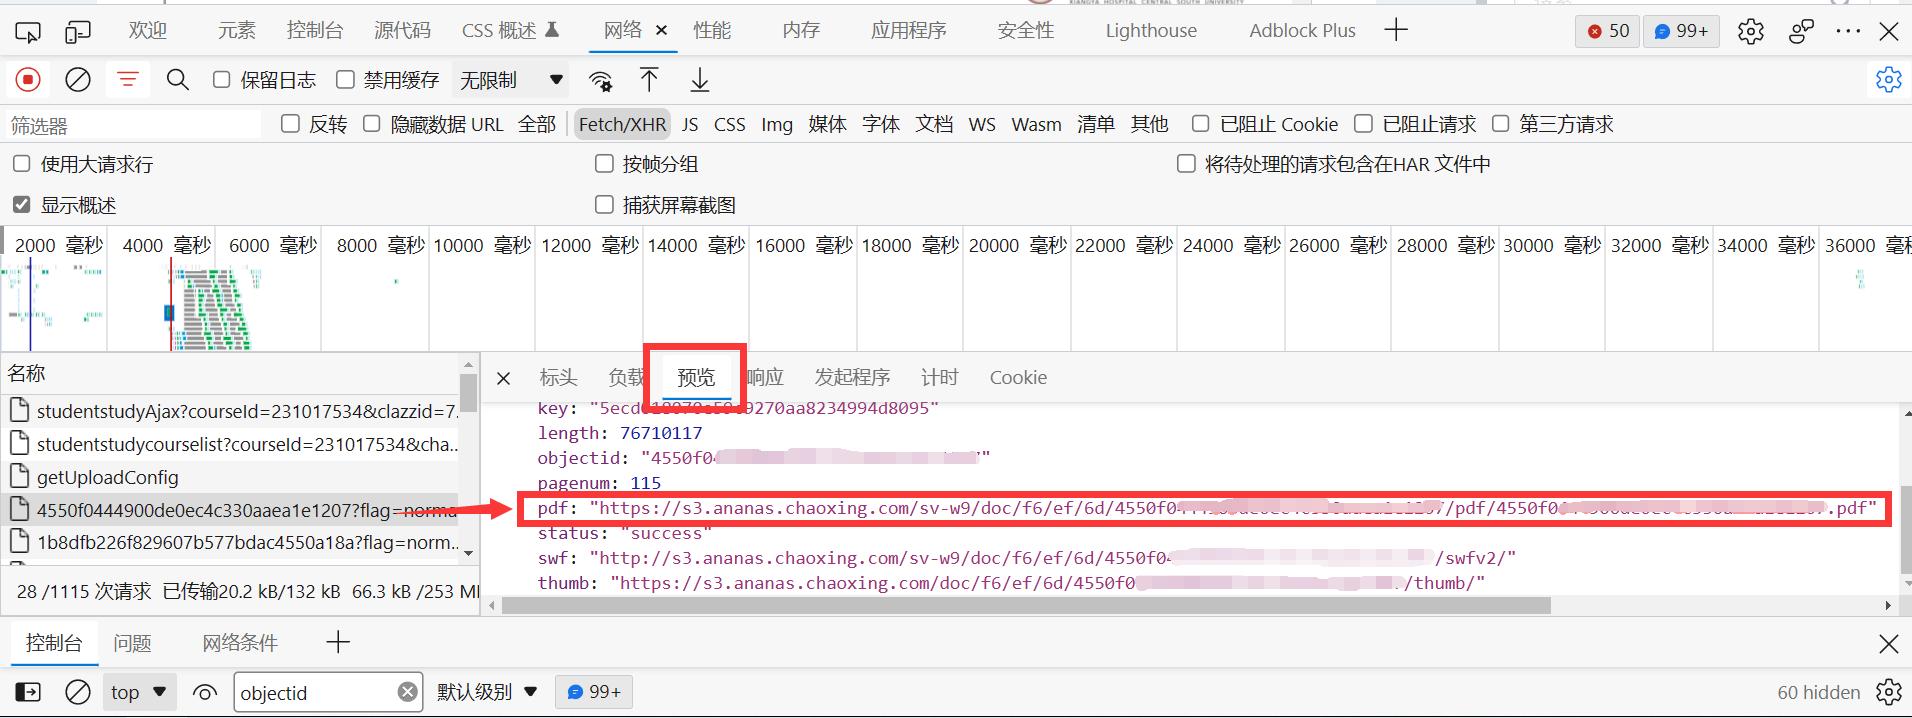 XIANGYA HOSPITAL CENTRAL SOUTH UNIVERSITY
欢迎 元素 控制台 源代码 CSS 概述 网络 性能 内存 应用程序 安全性 Lighthouse Adblock Plus 50 99+
保留日志 禁用缓存 无限制
筛选器 反转 隐藏数据 URL 全部 Fetch/XHR JS CSS Img 媒体 字体 文档 WS Wasm 清单 其他 已阻止 Cookie 已阻止请求 第三方请求
使用大请求行 按帧分组 将待处理的请求包含在HAR 文件中
显示概述 捕获屏幕截图
2000 毫秒 4000 毫秒 6000 毫秒 8000 毫秒 10000 毫秒 12000 毫秒 14000 毫秒 16000 毫秒 18000 毫秒 20000 毫秒 22000 毫秒 24000 毫秒 26000 毫秒 28000 毫秒 30000 毫秒 32000 毫秒 34000 毫秒 36000 毫秒
名称
studentstudyAjax?courseId=231017534&clazzid=7...
studentstudycourselist?courseId=231017534&cha...
getUploadConfig
4550f0444900de0ec4c330aaea1e1207?flag=norma
1b8dfb226f829607b577bdac4550a18a?flag=norm...
28 /1115 次请求 已传输20.2 kB/132 kB 66.3 kB /253 M
标头 负载 预览 响应 发起程序 计时 Cookie
key:
length: 76710117
objectid: "4550f04
pagenum: 115
pdf: "https://s3.ananas.chaoxing.com/sv-w9/doc/f6/ef/6d/4550f0 /pdf/4550f0 .pdf"
status: "success"
swf: "http://s3.ananas.chaoxing.com/sv-w9/doc/f6/ef/6d/4550f04 /swfv2/"
thumb: "https://s3.ananas.chaoxing.com/doc/f6/ef/6d/4550f0 /thumb/"
控制台 问题 网络条件
top objectid 默认级别 99+ 60 hidden